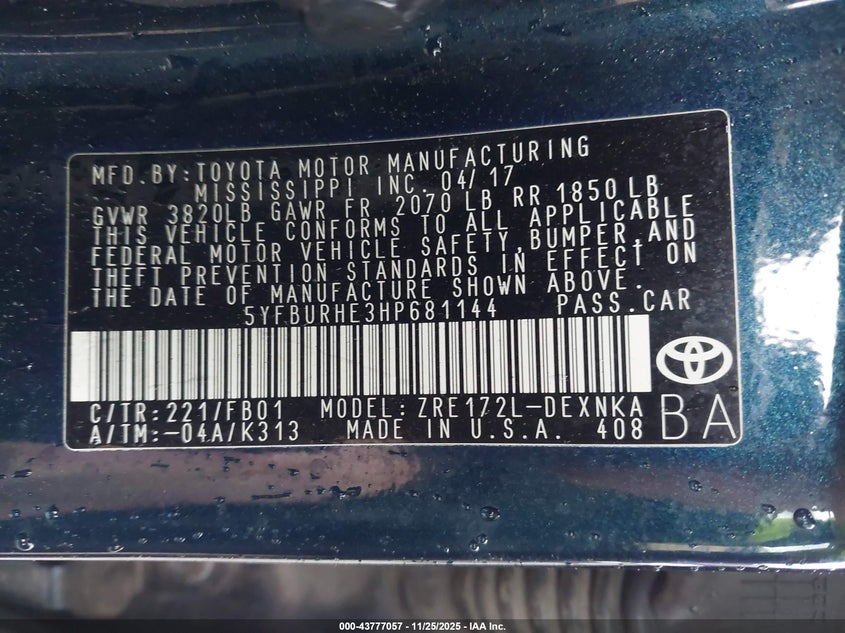 MFD.BY:TOYOTA MOTOR MANUFACTURING
MISSISSIPPI INC. 04/17
GVWR 3820LB GAWR FR 2070 LB RR 1850 LB
THIS VEHICLE CONFORMS TO ALL APPLICABLE
FEDERAL MOTOR VEHICLE SAFETY,BUMPER,AND
THEFT PREVENTION STANDARDS IN EFFECT ON
THE DATE OF MANUFACTURE SHOWN ABOVE.
5YFBURHE3HP681144 PASS.CAR
C/TR:221/FB01 MODEL:ZRE172L-DEXNKA
A/TM:-04A/K313 MADE IN U.S.A. 408
BA
000-43777057 - 11/25/2025 - IAA Inc.